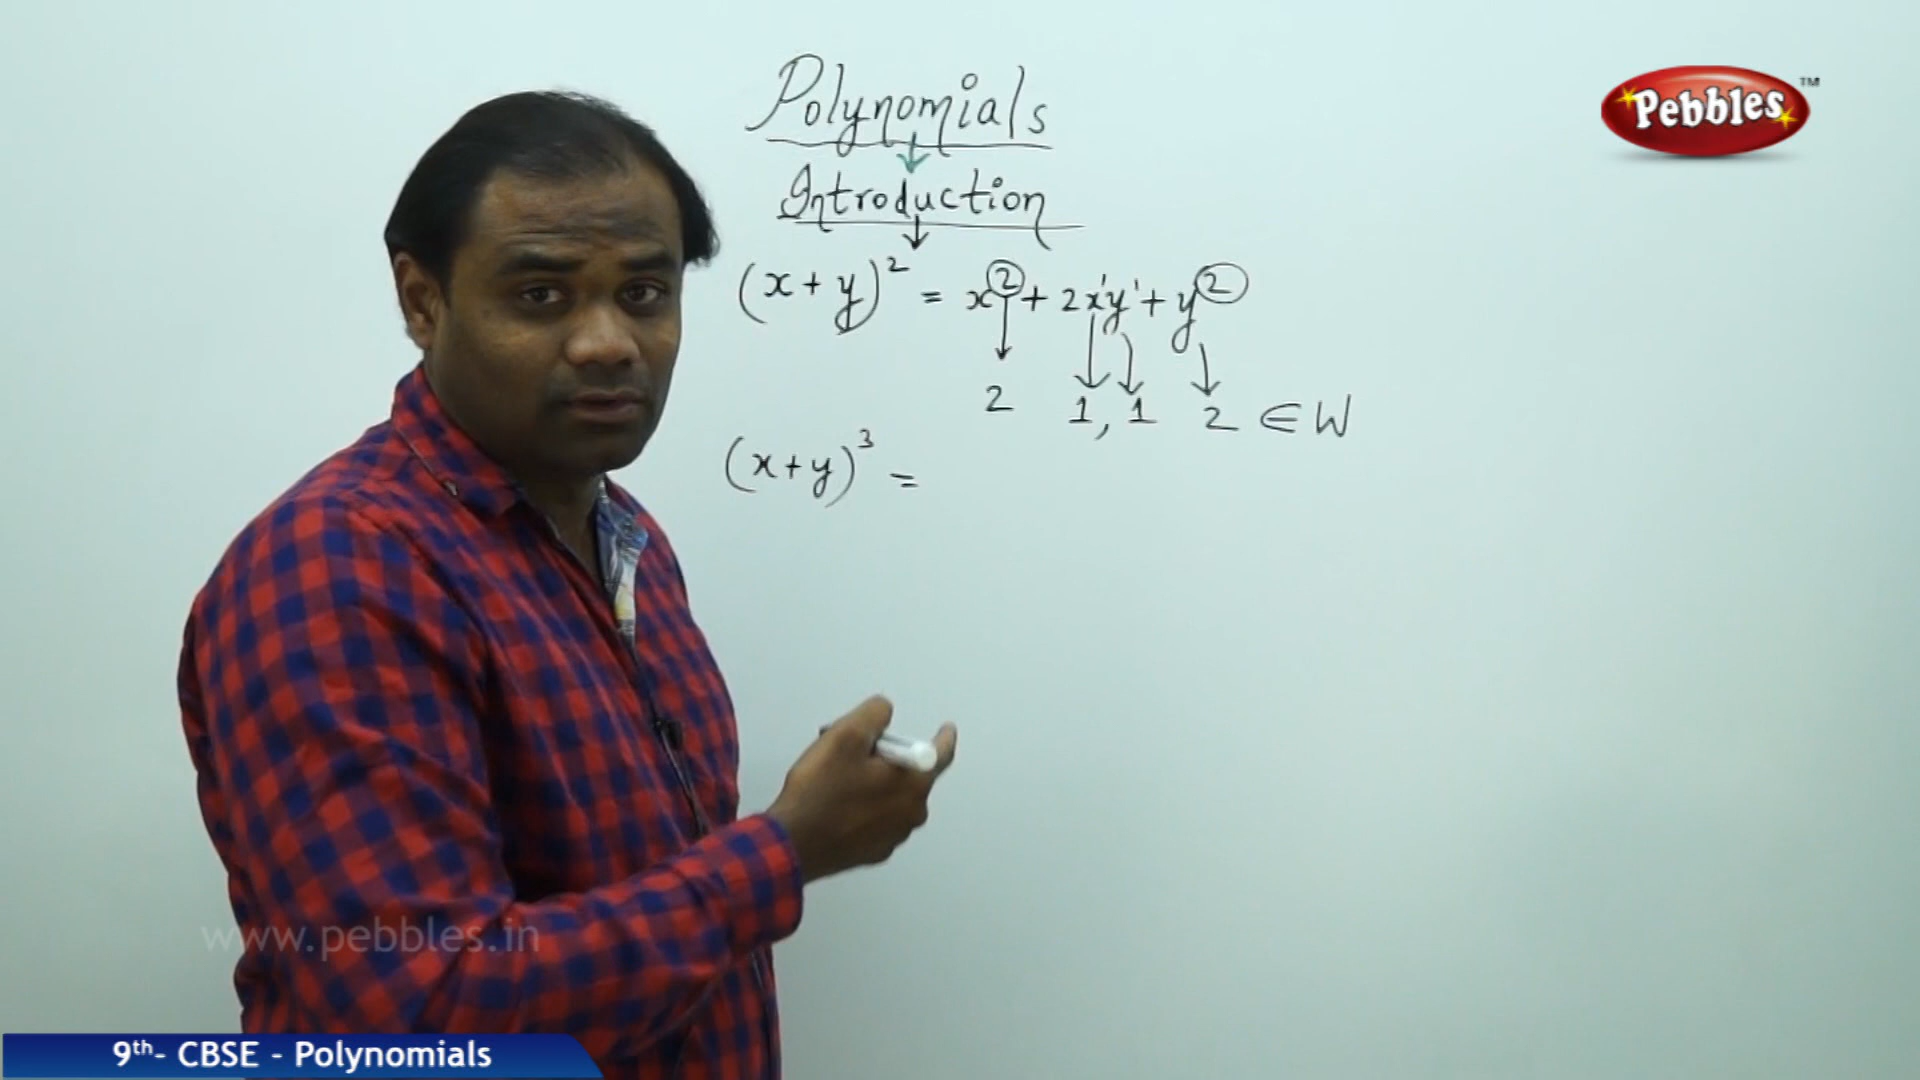 Polynomials
Introduction
(x+y)² = x² + 2x¹y¹ + y²
2 1, 1 2 ∈ W
(x+y)³ =
Pebbles™
www.pebbles.in
9th- CBSE - Polynomials